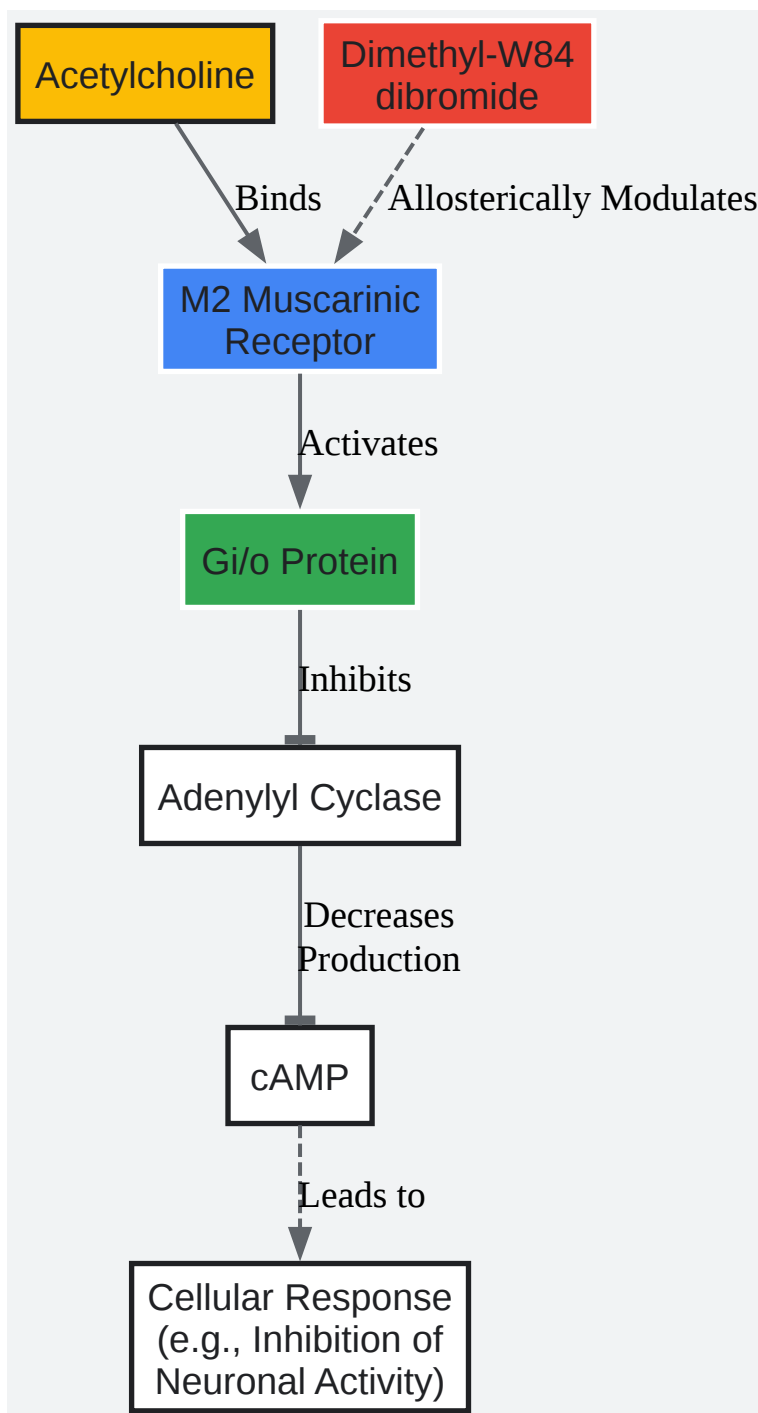 Acetylcholine
Dimethyl-W84
dibromide
Binds
Allosterically Modulates
M2 Muscarinic
Receptor
Activates
Gi/o Protein
Inhibits
Adenylyl Cyclase
Decreases
Production
cAMP
Leads to
Cellular Response
(e.g., Inhibition of
Neuronal Activity)